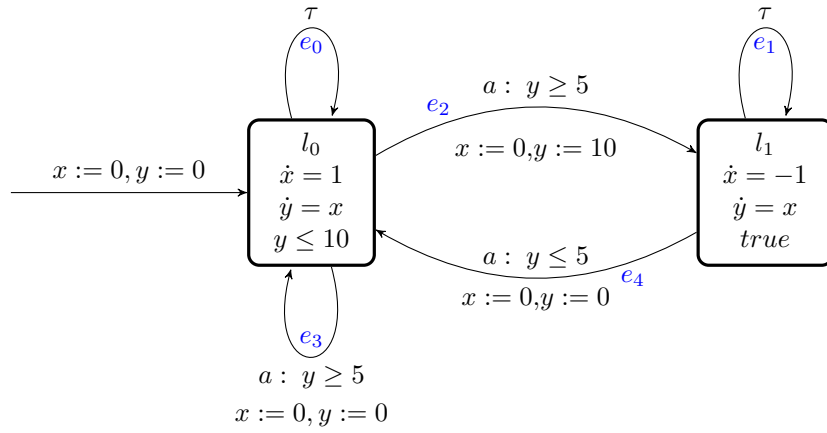 τ
e₀
τ
e₁
a : y ≥ 5
e₂
x := 0,y := 10
x := 0, y := 0
l₀
ẋ = 1
ẏ = x
y ≤ 10
l₁
ẋ = −1
ẏ = x
true
a : y ≤ 5
x := 0,y := 0
e₄
e₃
a : y ≥ 5
x := 0, y := 0